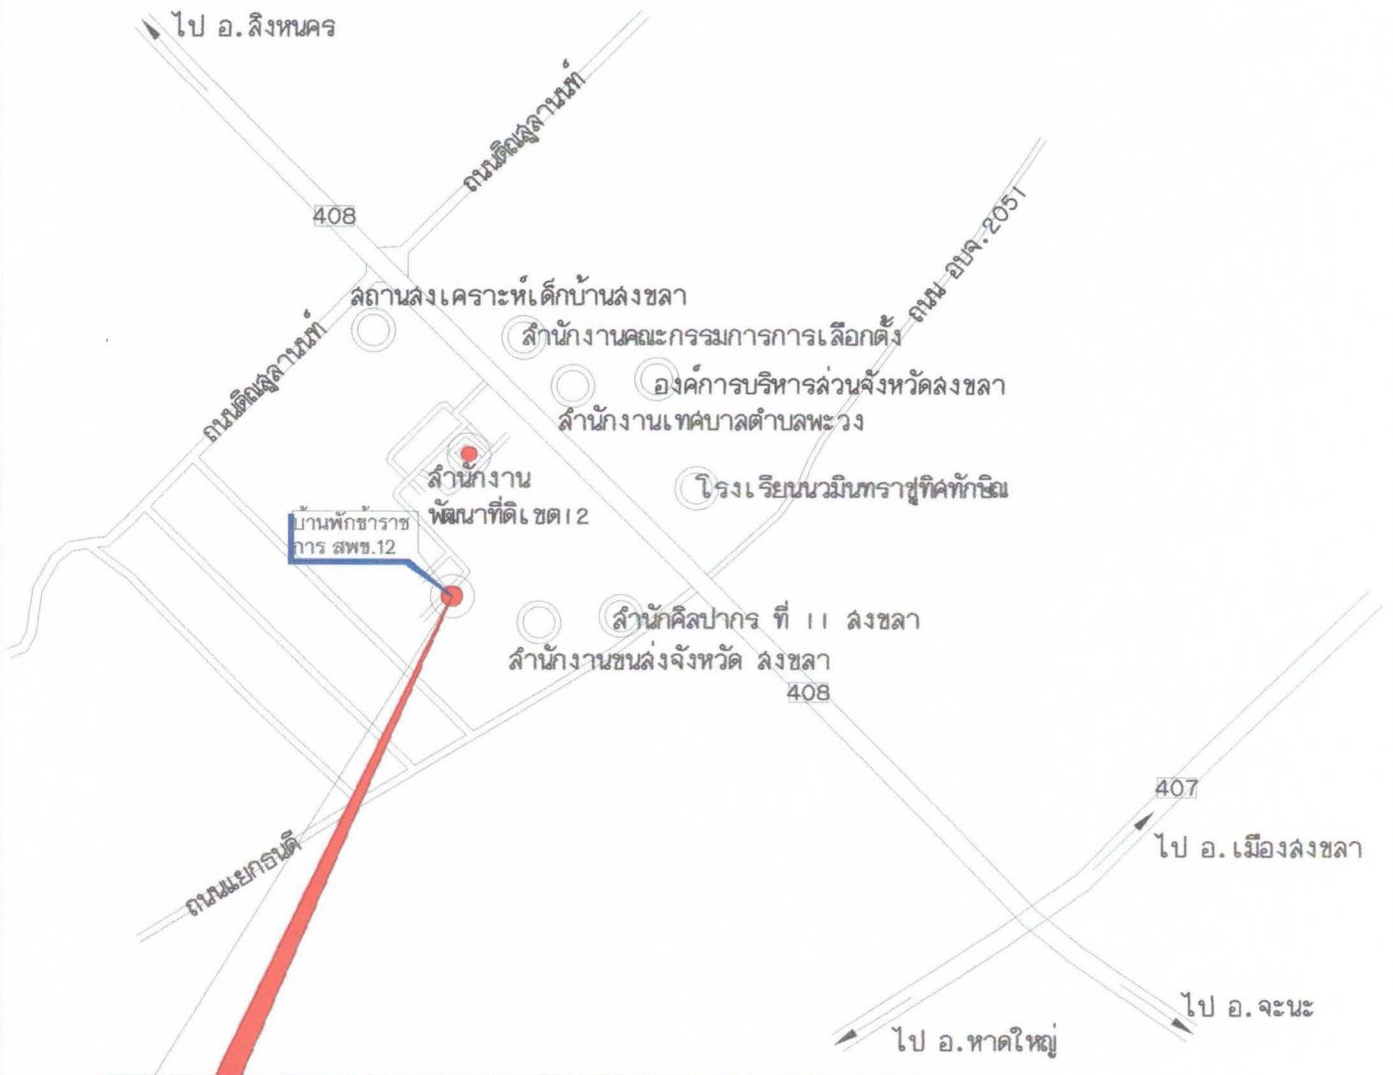 ไป อ.สิงหนคร
ถนนติณสูลานนท์
408
ถนน อบจ.2051
สถานสงเคราะห์เด็กบ้านสงขลา
สำนักงานคณะกรรมการการเลือกตั้ง
ถนนติณสูลานนท์
องค์การบริหารส่วนจังหวัดสงขลา
สำนักงานเทศบาลตำบลพะวง
สำนักงาน
พัฒนาที่ดิเขต12
โรงเรียนนวมินทราชูทิศทักษิณ
บ้านพักข้าราช
การ สพข.12
สำนักศิลปากร ที่ 11 สงขลา
สำนักงานขนส่งจังหวัด สงขลา
408
407
ไป อ.เมืองสงขลา
ถนนแยกธนดี
ไป อ.จะนะ
ไป อ.หาดใหญ่